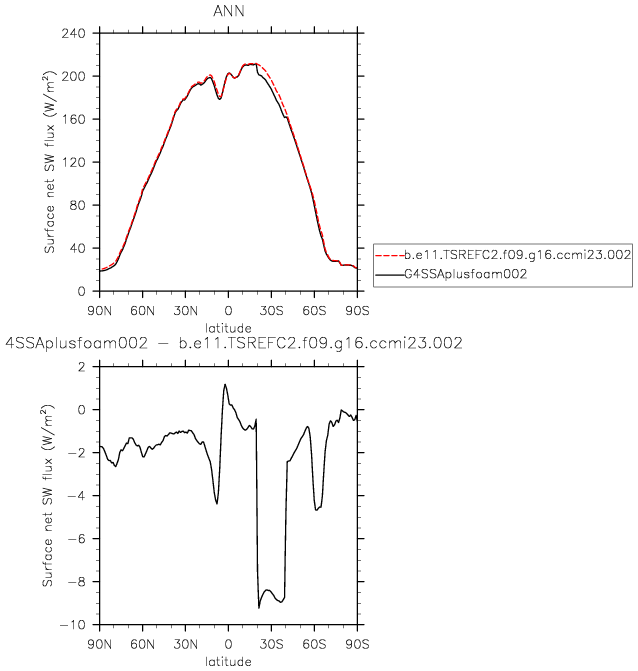 ANN
240
200
160
120
80
40
0
Surface net SW flux (W/m²)
90N 60N 30N 0 30S 60S 90S
latitude
b.e11.TSREFC2.f09.g16.ccmi23.002
G4SSAplusfoam002
4SSAplusfoam002 − b.e11.TSREFC2.f09.g16.ccmi23.002
2
0
−2
−4
−6
−8
−10
Surface net SW flux (W/m²)
90N 60N 30N 0 30S 60S 90S
latitude